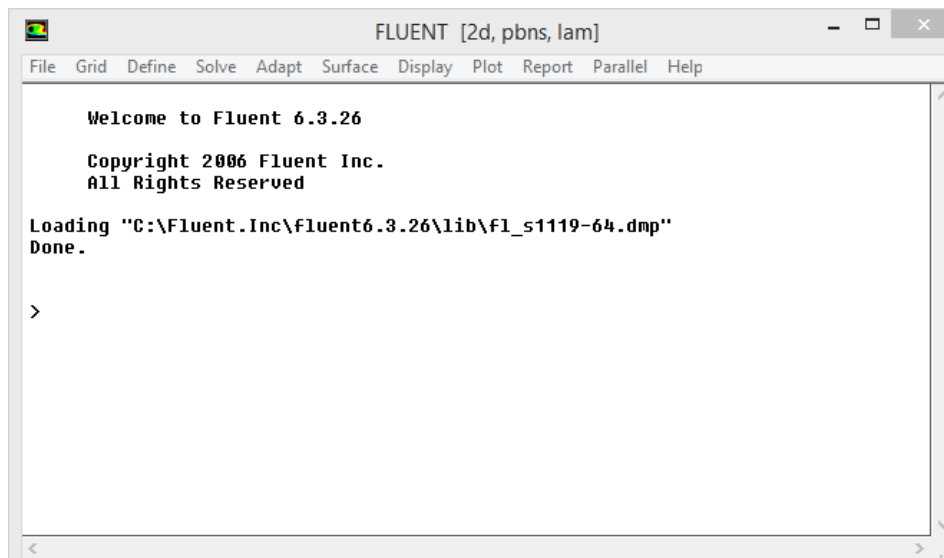 FLUENT [2d, pbns, lam]
File Grid Define Solve Adapt Surface Display Plot Report Parallel Help
Welcome to Fluent 6.3.26
Copyright 2006 Fluent Inc.
All Rights Reserved
Loading "C:\Fluent.Inc\fluent6.3.26\lib\fl_s1119-64.dmp"
Done.
>